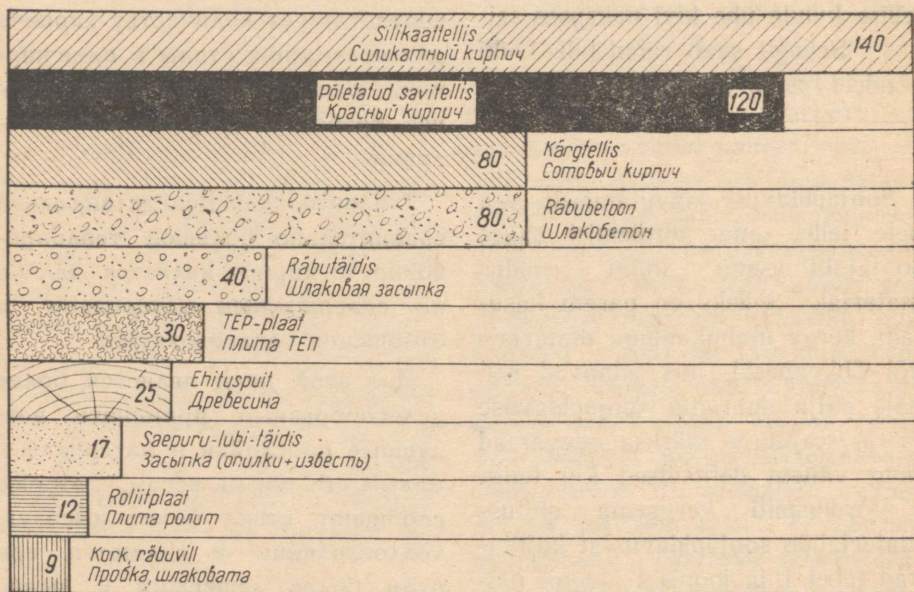 Silikaattellis
Силикатный кирпич
140
Põletatud savitellis
Красный кирпич
120
80
Kärgtellis
Сотовый кирпич
80
Räbubetoon
Шлакобетон
40
Räbutäidis
Шлаковая засыпка
30
TEP-plaat
Плита ТЕП
25
Ehituspuit
Древесина
17
Saepuru-lubi-täidis
Засыпка (опилки+известь)
12
Roliitplaat
Плита ролит
9
Kork, räbuvill
Пробка, шлаковата